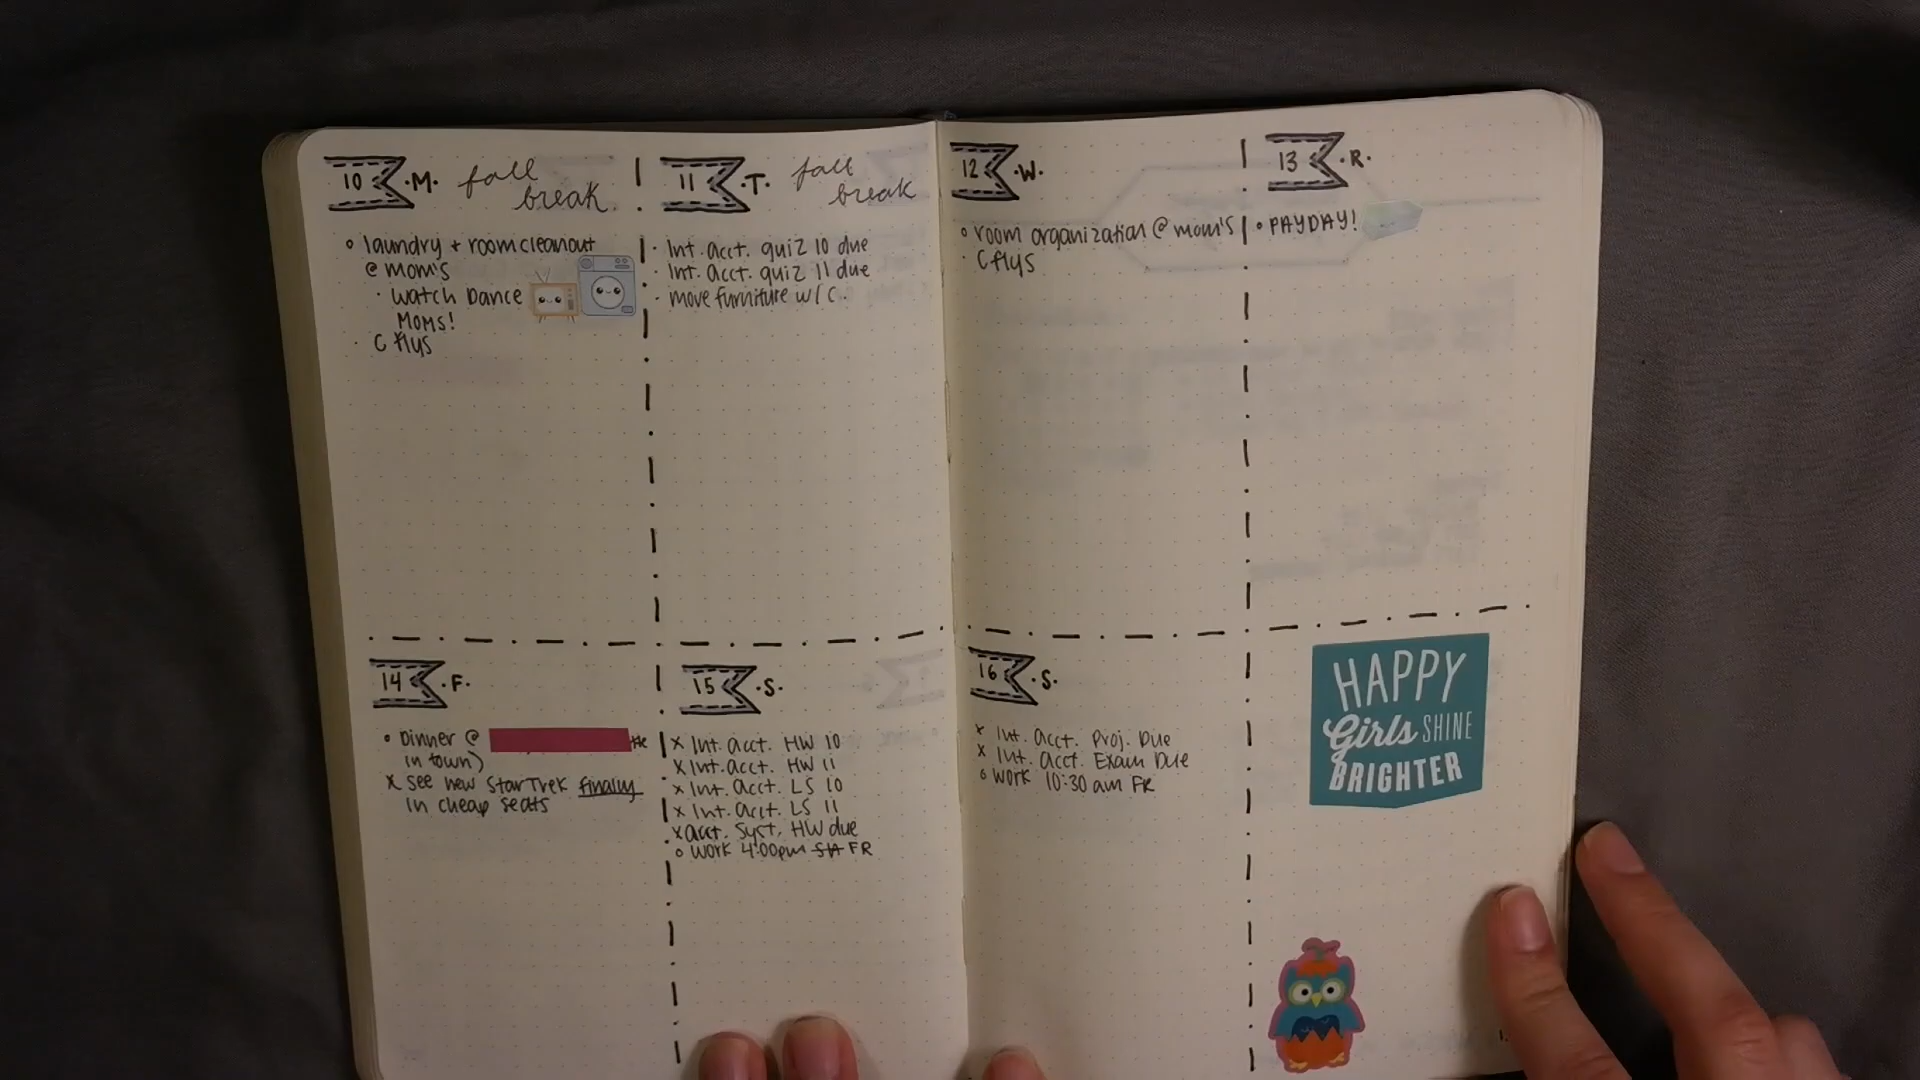 10 .M. fall
break
o laundry + room cleanout
@ mom's
· watch Dance
Moms!
· C flys
11 .T. fall
break
· Int. acct. quiz 10 due
· Int. acct. quiz 11 due
· move furniture w/ C.
12 .W.
o room organization @ mom's
· C flys
13 .R.
• PAYDAY!
14 .F.
• Dinner @
in town)
x see new Star Trek finally
in cheap seats
15 .S.
x Int. acct. HW 10
x Int. acct. HW 11
x Int. acct. LS 10
x Int. acct. LS 11
x acct. Syst. HW due
o work 4:00pm SA FR
16 .S.
x Int. Acct. Proj. Due
x Int. Acct. Exam Due
o work 10:30 am FR
HAPPY
Girls SHINE
BRIGHTER